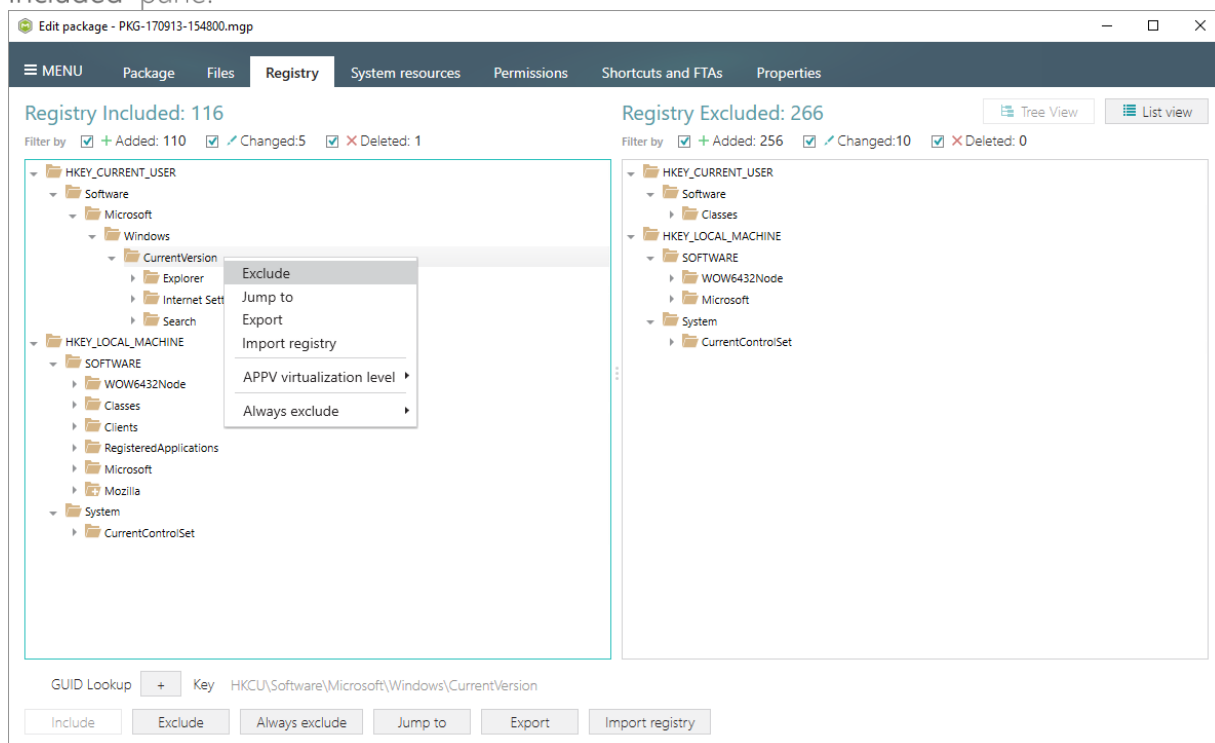 included' pane.
Edit package - PKG-170913-154800.mgp
MENU Package Files Registry System resources Permissions Shortcuts and FTAs Properties
Registry Included: 116
Filter by + Added: 110 Changed:5 Deleted: 1
HKEY_CURRENT_USER
Software
Microsoft
Windows
CurrentVersion
Explorer
Internet Sett
Search
HKEY_LOCAL_MACHINE
SOFTWARE
WOW6432Node
Classes
Clients
RegisteredApplications
Microsoft
Mozilla
System
CurrentControlSet
Exclude
Jump to
Export
Import registry
APPV virtualization level
Always exclude
Registry Excluded: 266
Tree View List view
Filter by + Added: 256 Changed:10 Deleted: 0
HKEY_CURRENT_USER
Software
Classes
HKEY_LOCAL_MACHINE
SOFTWARE
WOW6432Node
Microsoft
System
CurrentControlSet
GUID Lookup + Key HKCU\Software\Microsoft\Windows\CurrentVersion
Include Exclude Always exclude Jump to Export Import registry